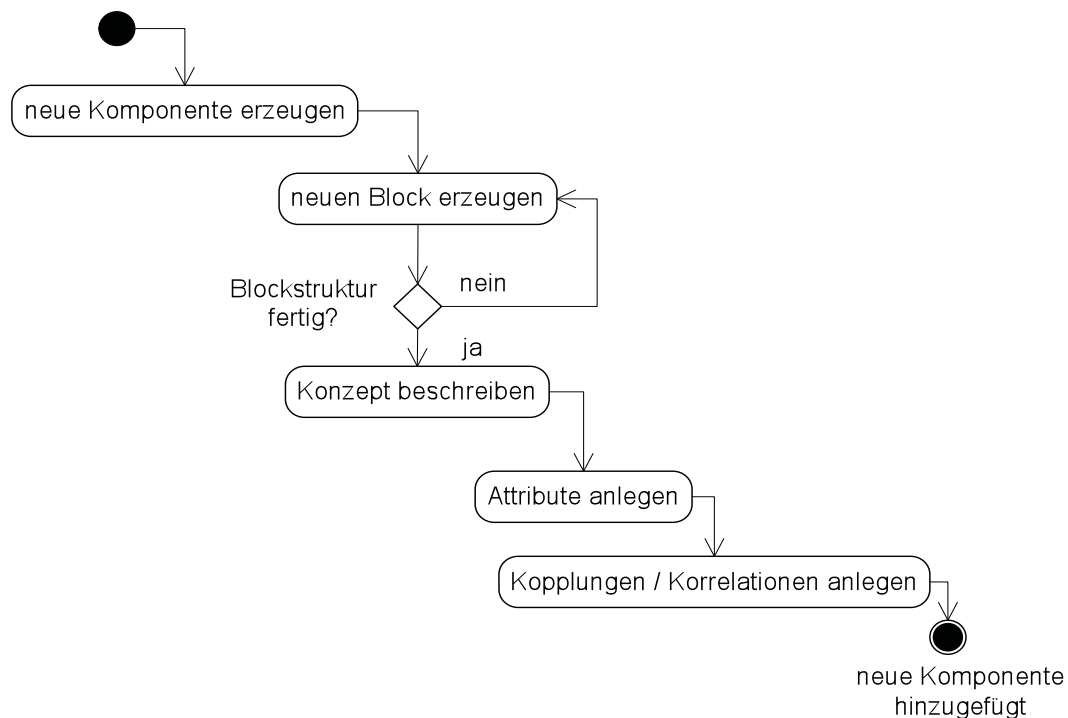 neue Komponente erzeugen
neuen Block erzeugen
nein
Blockstruktur
fertig?
ja
Konzept beschreiben
Attribute anlegen
Kopplungen / Korrelationen anlegen
neue Komponente
hinzugefügt